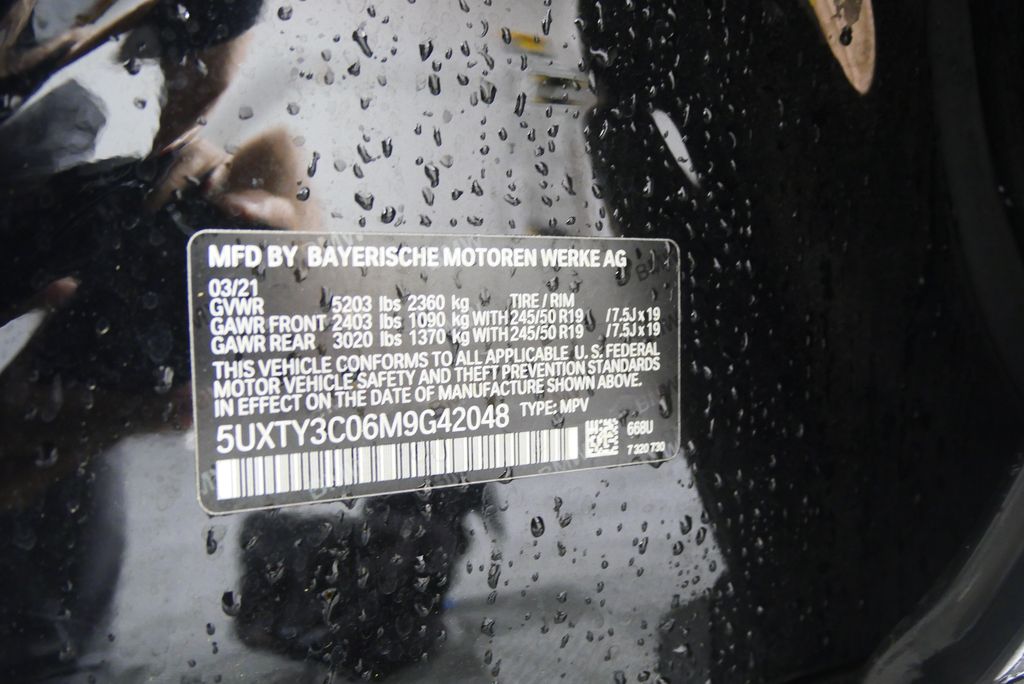 MFD BY BAYERISCHE MOTOREN WERKE AG
03/21
GVWR 5203 lbs 2360 kg TIRE / RIM
GAWR FRONT 2403 lbs 1090 kg WITH 245/50 R19 / 7.5J x 19
GAWR REAR 3020 lbs 1370 kg WITH 245/50 R19 / 7.5J x 19
THIS VEHICLE CONFORMS TO ALL APPLICABLE U. S. FEDERAL
MOTOR VEHICLE SAFETY AND THEFT PREVENTION STANDARDS
IN EFFECT ON THE DATE OF MANUFACTURE SHOWN ABOVE.
5UXTY3C06M9G42048 TYPE: MPV
668U
7 320 730